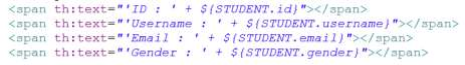 <span th:text="'ID : ' + ${STUDENT.id}"></span>
<span th:text="'Username : ' + ${STUDENT.username}"></span>
<span th:text="'Email : ' + ${STUDENT.email}"></span>
<span th:text="'Gender : ' + ${STUDENT.gender}"></span>